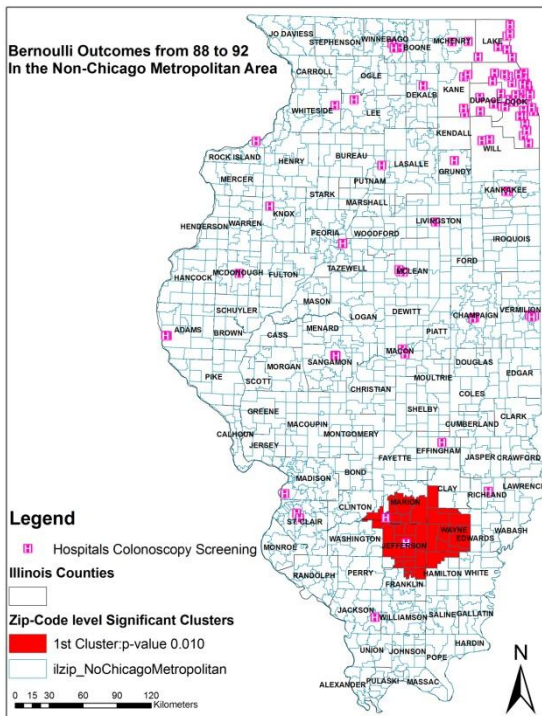 Bernoulli Outcomes from 88 to 92
In the Non-Chicago Metropolitan Area
JO DAVIESS
STEPHENSON
WINNEBAGO
BOONE
MCHENRY
LAKE
CARROLL
OGLE
DEKALB
KANE
DUPAGE
COOK
WHITESIDE
LEE
KENDALL
WILL
ROCK ISLAND
HENRY
BUREAU
LASALLE
GRUNDY
MERCER
PUTNAM
KANKAKEE
STARK
MARSHALL
HENDERSON
WARREN
KNOX
PEORIA
WOODFORD
LIVINGSTON
IROQUOIS
HANCOCK
MCDONOUGH
FULTON
TAZEWELL
MCLEAN
FORD
SCHUYLER
MASON
LOGAN
DEWITT
CHAMPAIGN
VERMILION
ADAMS
BROWN
CASS
MENARD
PIATT
MORGAN
SANGAMON
MACON
DOUGLAS
EDGAR
PIKE
SCOTT
CHRISTIAN
MOULTRIE
COLES
GREENE
SHELBY
CLARK
CALHOUN
JERSEY
MACOUPIN
MONTGOMERY
CUMBERLAND
FAYETTE
EFFINGHAM
JASPER
CRAWFORD
MADISON
BOND
CLAY
RICHLAND
LAWRENCE
CLINTON
MARION
ST CLAIR
WASHINGTON
WAYNE
EDWARDS
WABASH
MONROE
JEFFERSON
RANDOLPH
PERRY
HAMILTON
WHITE
FRANKLIN
JACKSON
WILLIAMSON
SALINE
GALLATIN
UNION
JOHNSON
POPE
HARDIN
ALEXANDER
PULASKI
MASSAC
Legend
H Hospitals Colonoscopy Screening
Illinois Counties
Zip-Code level Significant Clusters
1st Cluster:p-value 0.010
ilzip_NoChicagoMetropolitan
0 15 30 60 90 120
Kilometers
N